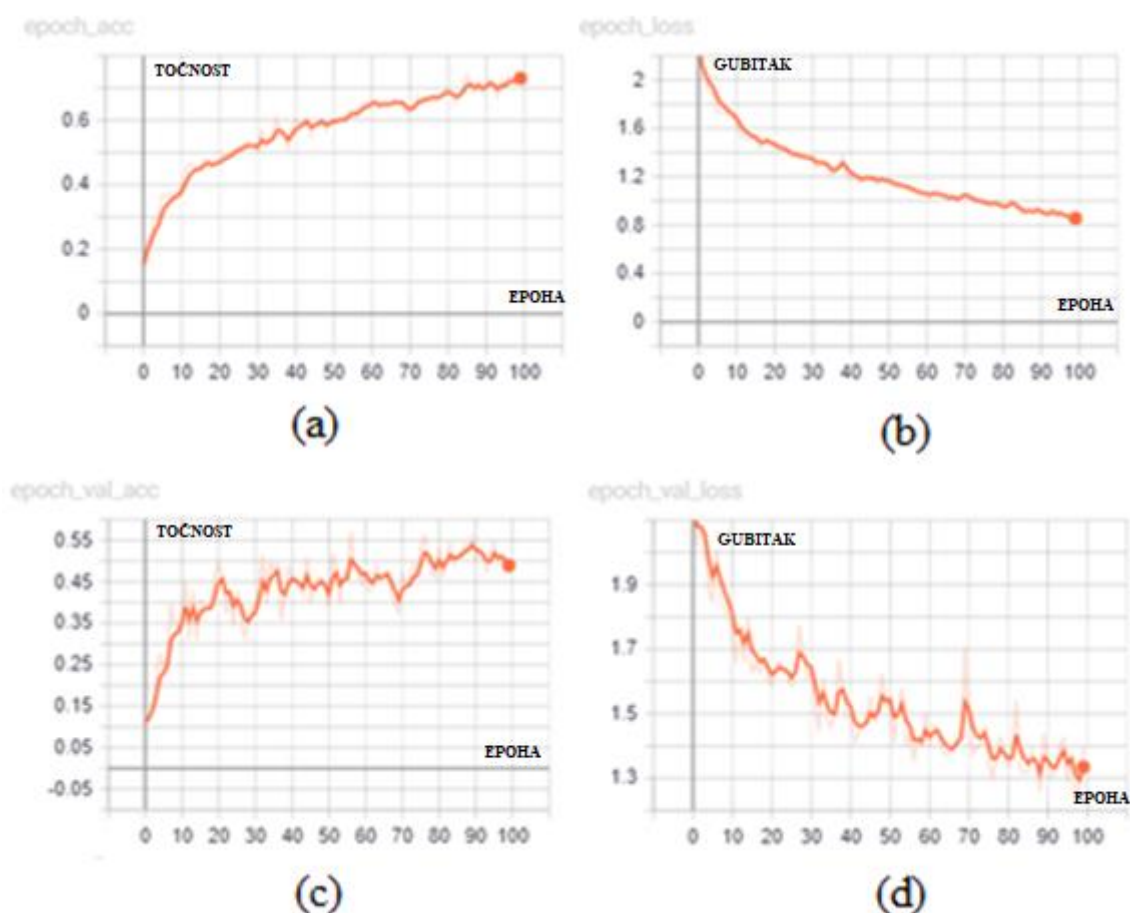 epoch_acc
TOČNOST
0.6
0.4
0.2
0
EPOHA
0 10 20 30 40 50 60 70 80 90 100
(a)
epoch_loss
GUBITAK
2
1.6
1.2
0.8
0.4
0
EPOHA
0 10 20 30 40 50 60 70 80 90 100
(b)
epoch_val_acc
TOČNOST
0.55
0.45
0.35
0.25
0.15
0.05
-0.05
EPOHA
0 10 20 30 40 50 60 70 80 90 100
(c)
epoch_val_loss
GUBITAK
1.9
1.7
1.5
1.3
EPOHA
0 10 20 30 40 50 60 70 80 90 100
(d)